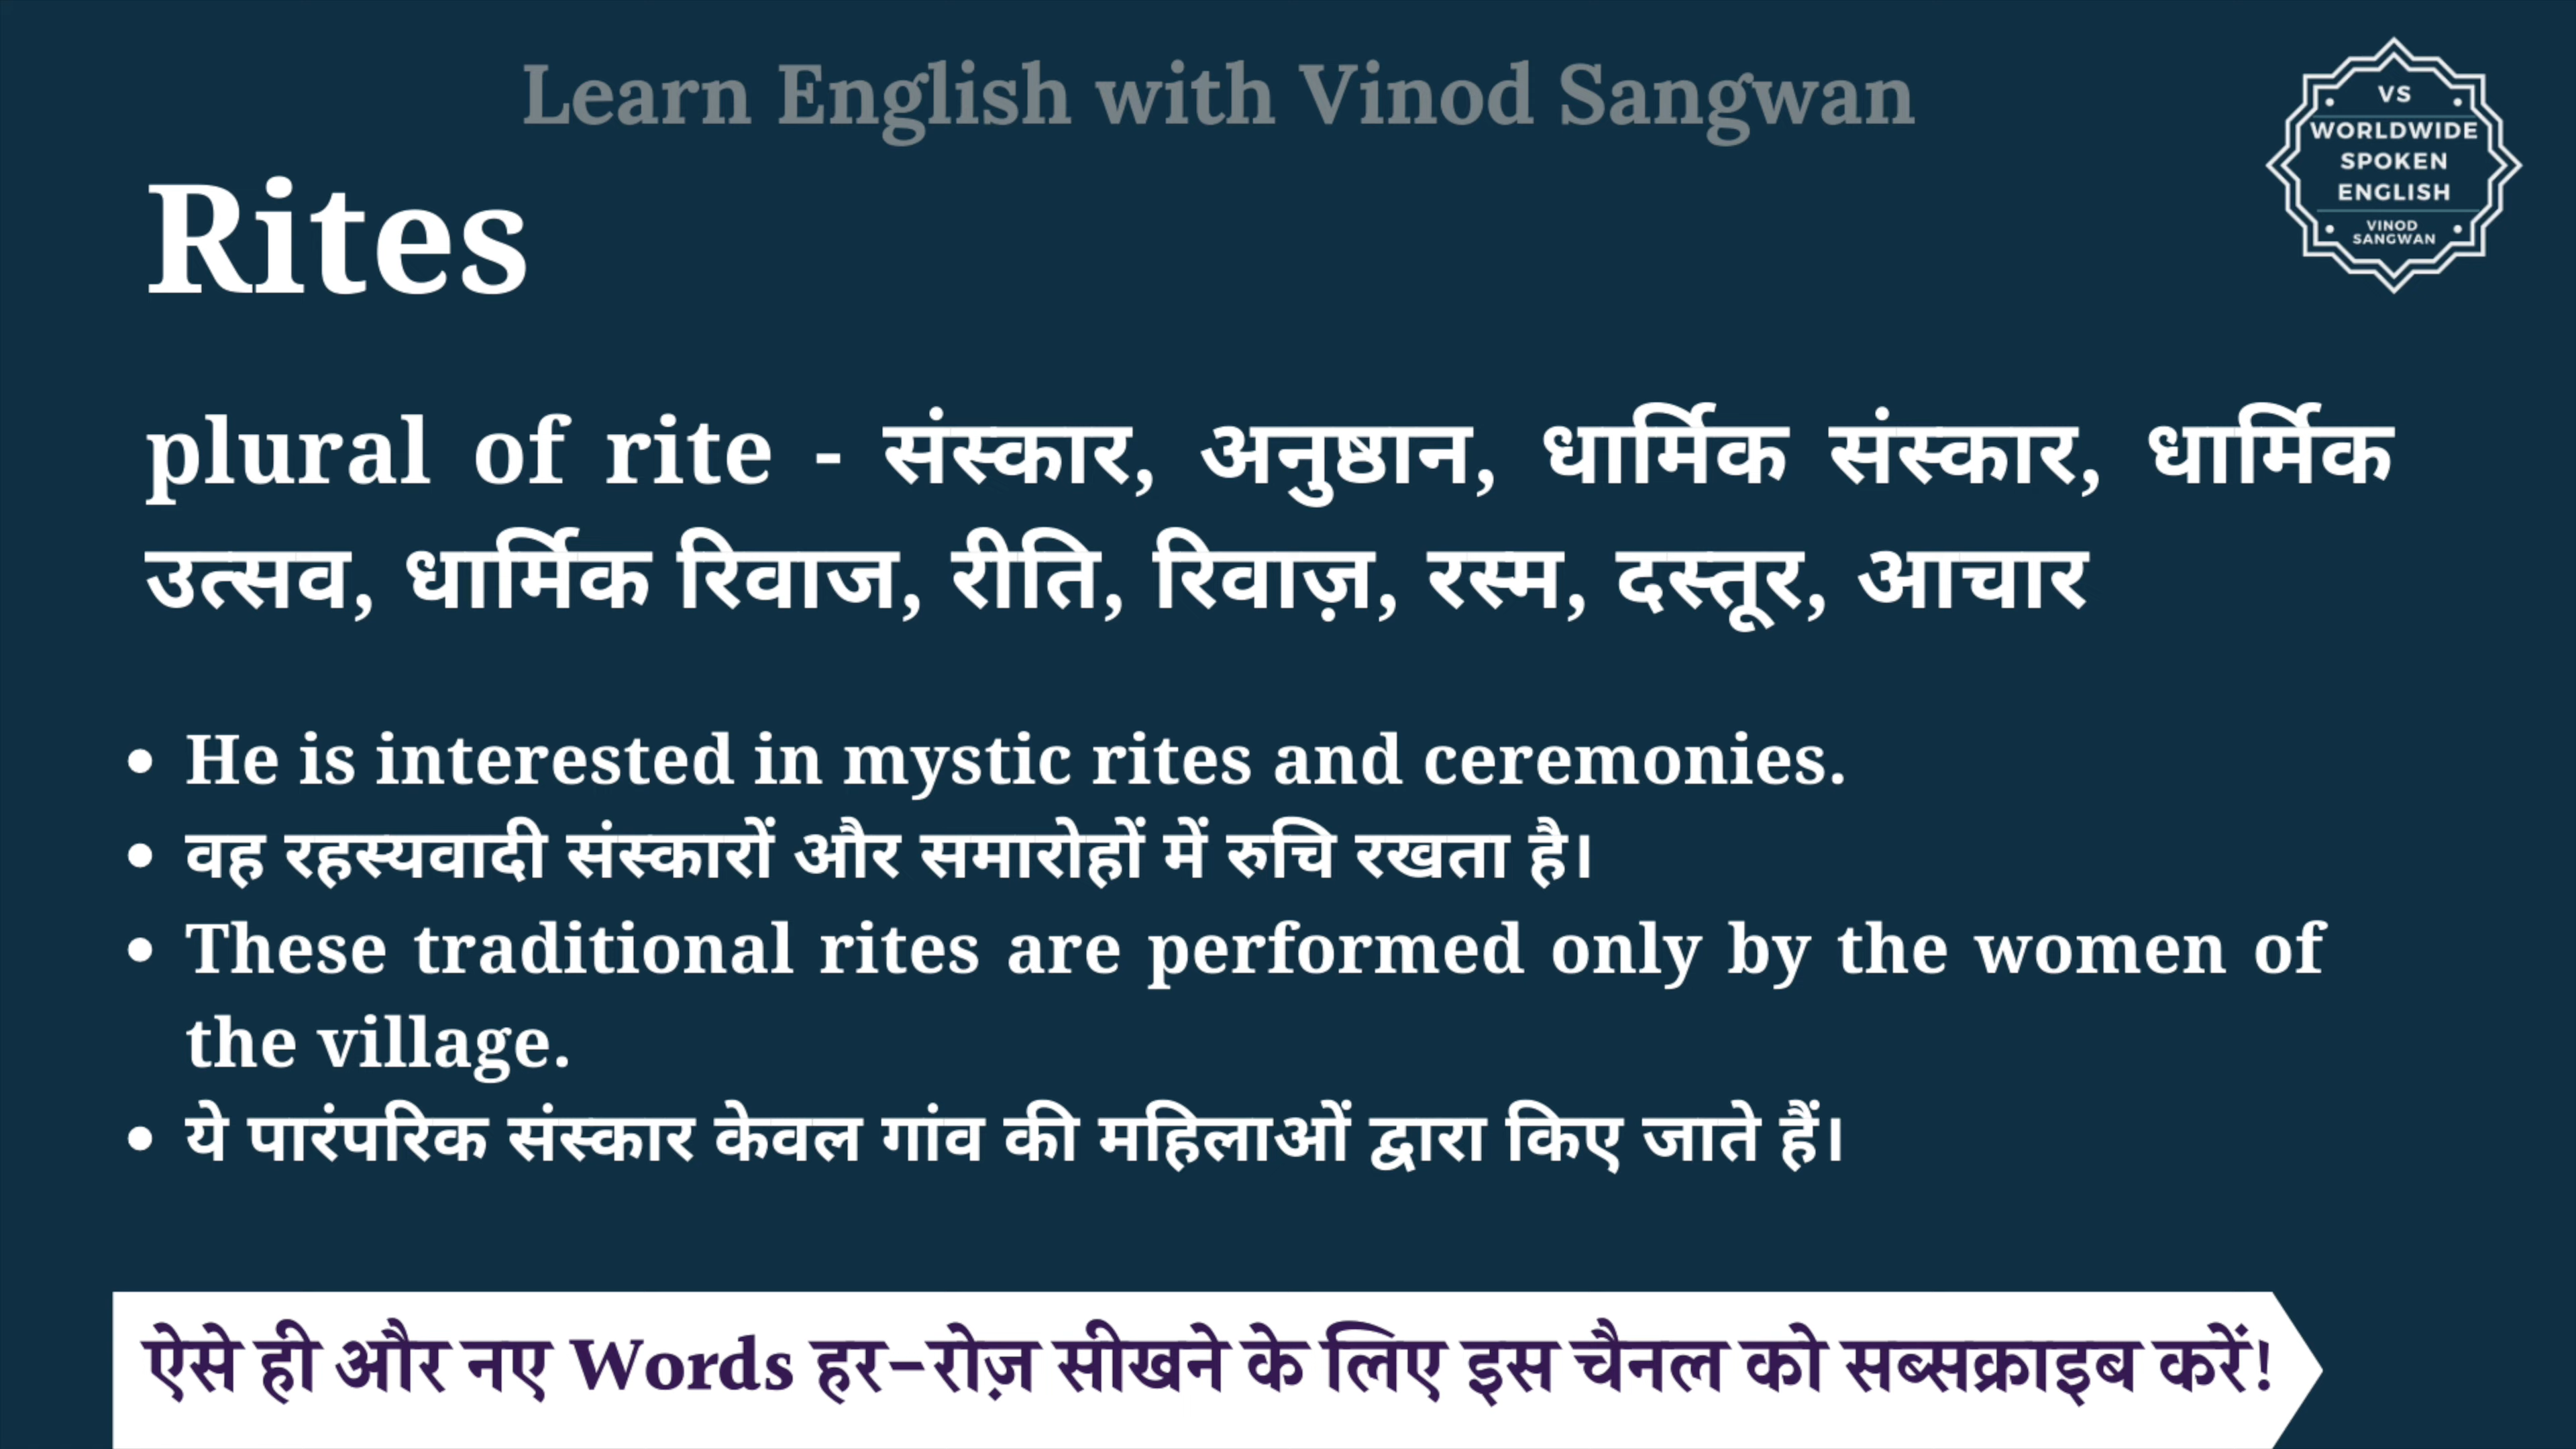 Learn English with Vinod Sangwan
VS
WORLDWIDE
SPOKEN
ENGLISH
VINOD
SANGWAN
Rites
plural of rite - संस्कार, अनुष्ठान, धार्मिक संस्कार, धार्मिक
उत्सव, धार्मिक रिवाज, रीति, रिवाज़, रस्म, दस्तूर, आचार
• He is interested in mystic rites and ceremonies.
• वह रहस्यवादी संस्कारों और समारोहों में रुचि रखता है।
• These traditional rites are performed only by the women of
the village.
• ये पारंपरिक संस्कार केवल गांव की महिलाओं द्वारा किए जाते हैं।
ऐसे ही और नए Words हर-रोज़ सीखने के लिए इस चैनल को सब्सक्राइब करें!